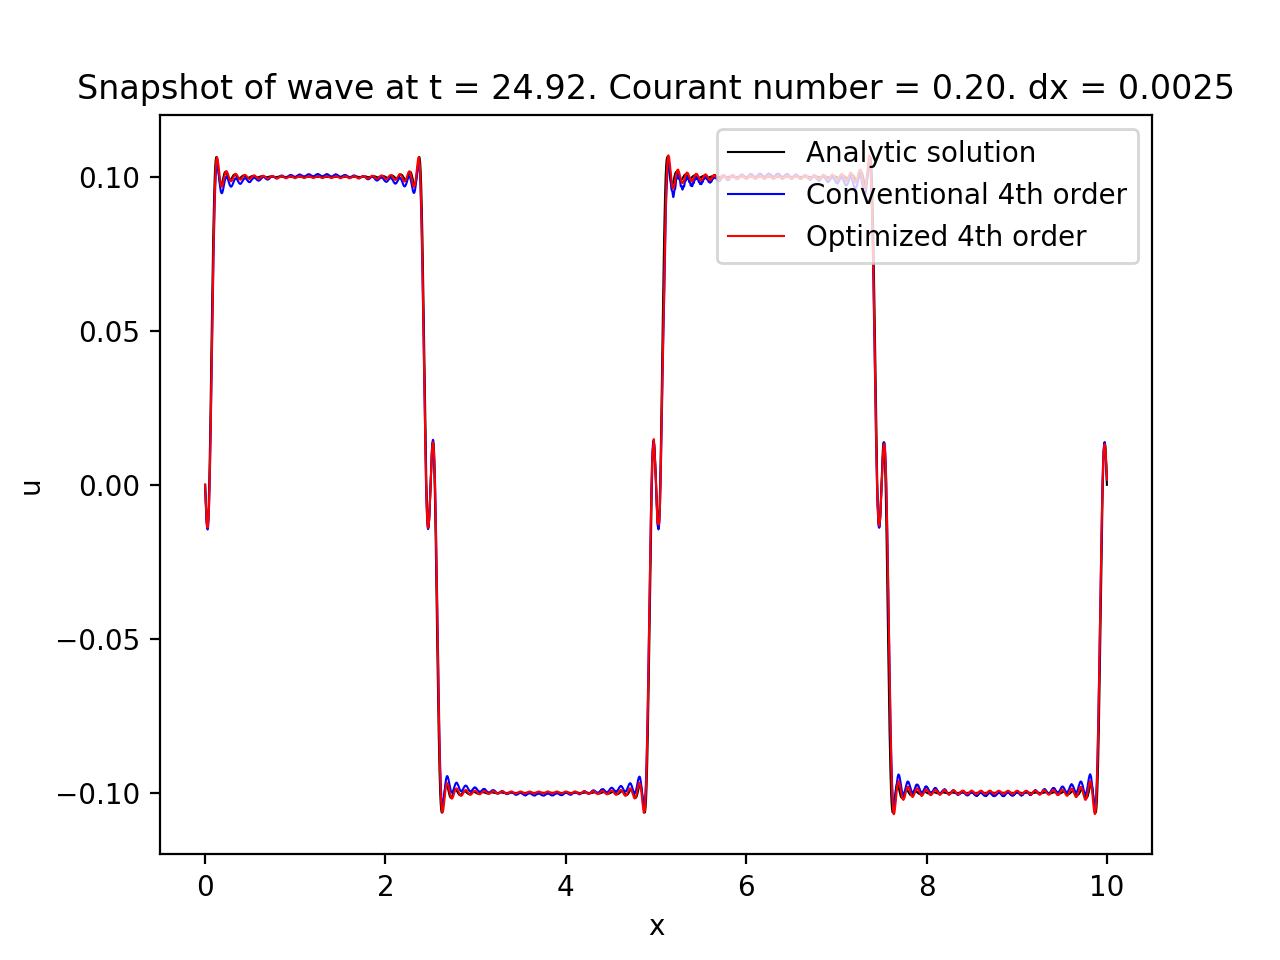 Snapshot of wave at t = 24.92. Courant number = 0.20. dx = 0.0025
Analytic solution
Conventional 4th order
Optimized 4th order
0.10
0.05
0.00
−0.05
−0.10
u
0 2 4 6 8 10
x